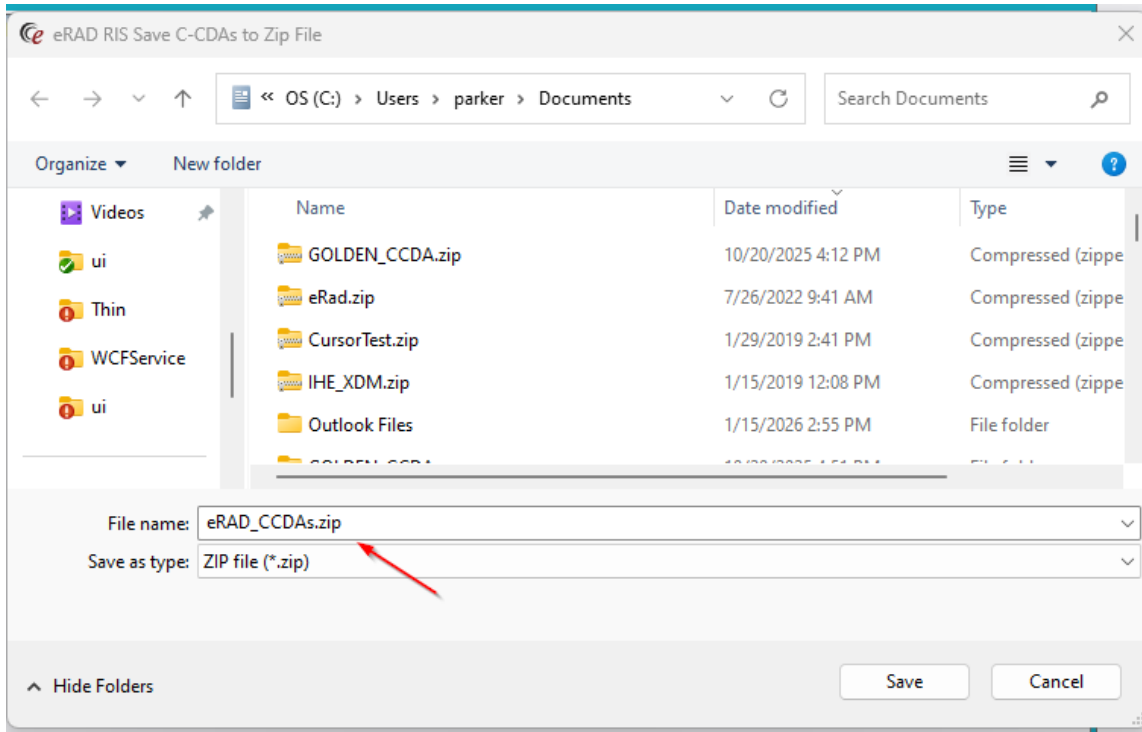 eRAD RIS Save C-CDAs to Zip File
« OS (C:) > Users > parker > Documents
Search Documents
Organize
New folder
Name Date modified Type
Videos
ui
Thin
WCFService
ui
GOLDEN_CCDA.zip 10/20/2025 4:12 PM Compressed (zippe
eRad.zip 7/26/2022 9:41 AM Compressed (zippe
CursorTest.zip 1/29/2019 2:41 PM Compressed (zippe
IHE_XDM.zip 1/15/2019 12:08 PM Compressed (zippe
Outlook Files 1/15/2026 2:55 PM File folder
File name: eRAD_CCDAs.zip
Save as type: ZIP file (*.zip)
Hide Folders
Save
Cancel